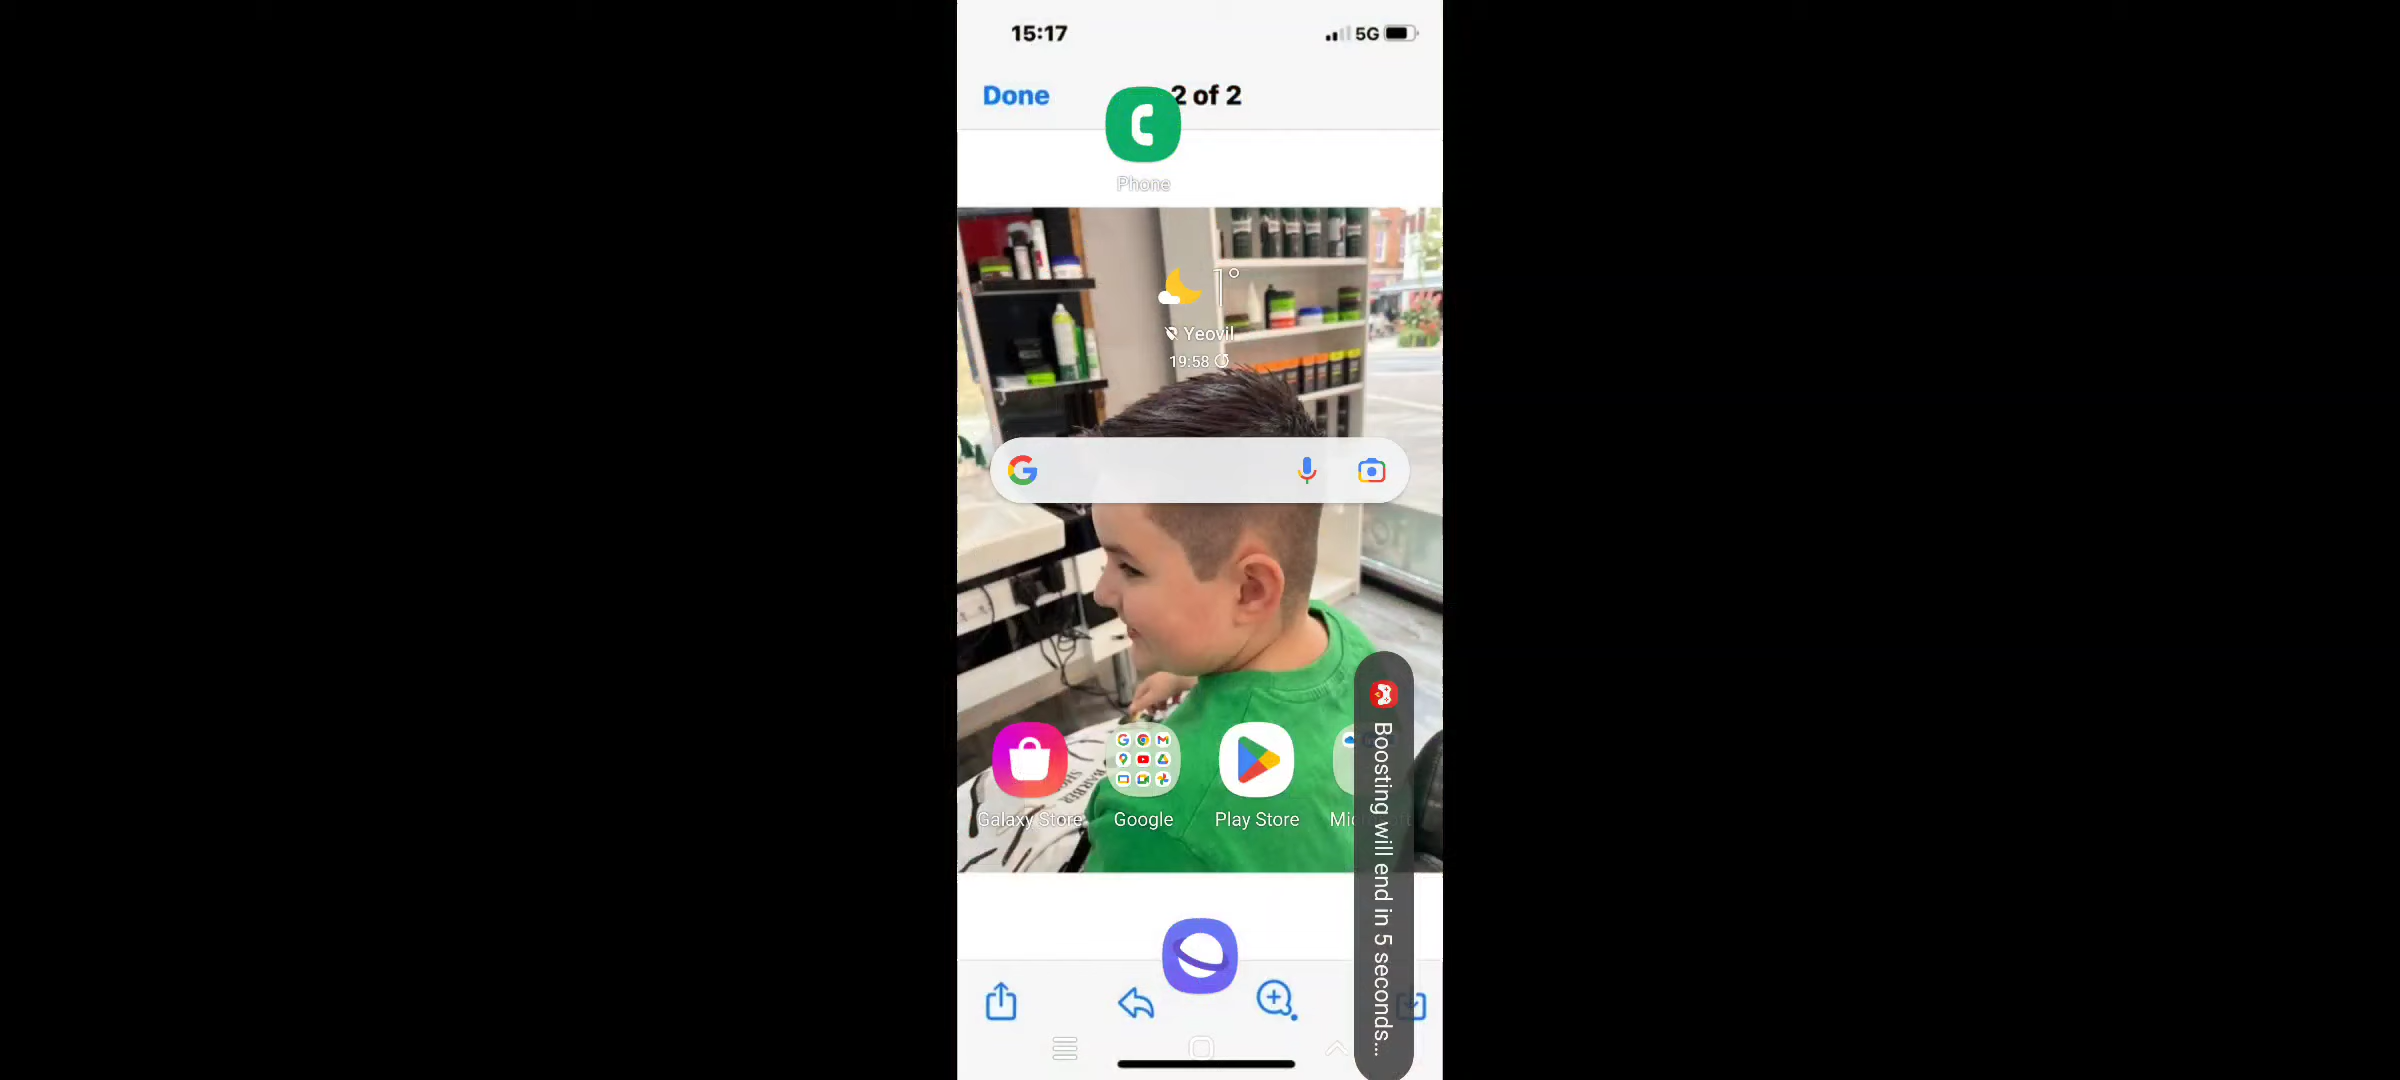 15:17
5G
Done
2 of 2
Phone
1°
Yeovil
19:58
BARBER
Galaxy Store
Google
Play Store
Boosting will end in 5 seconds...